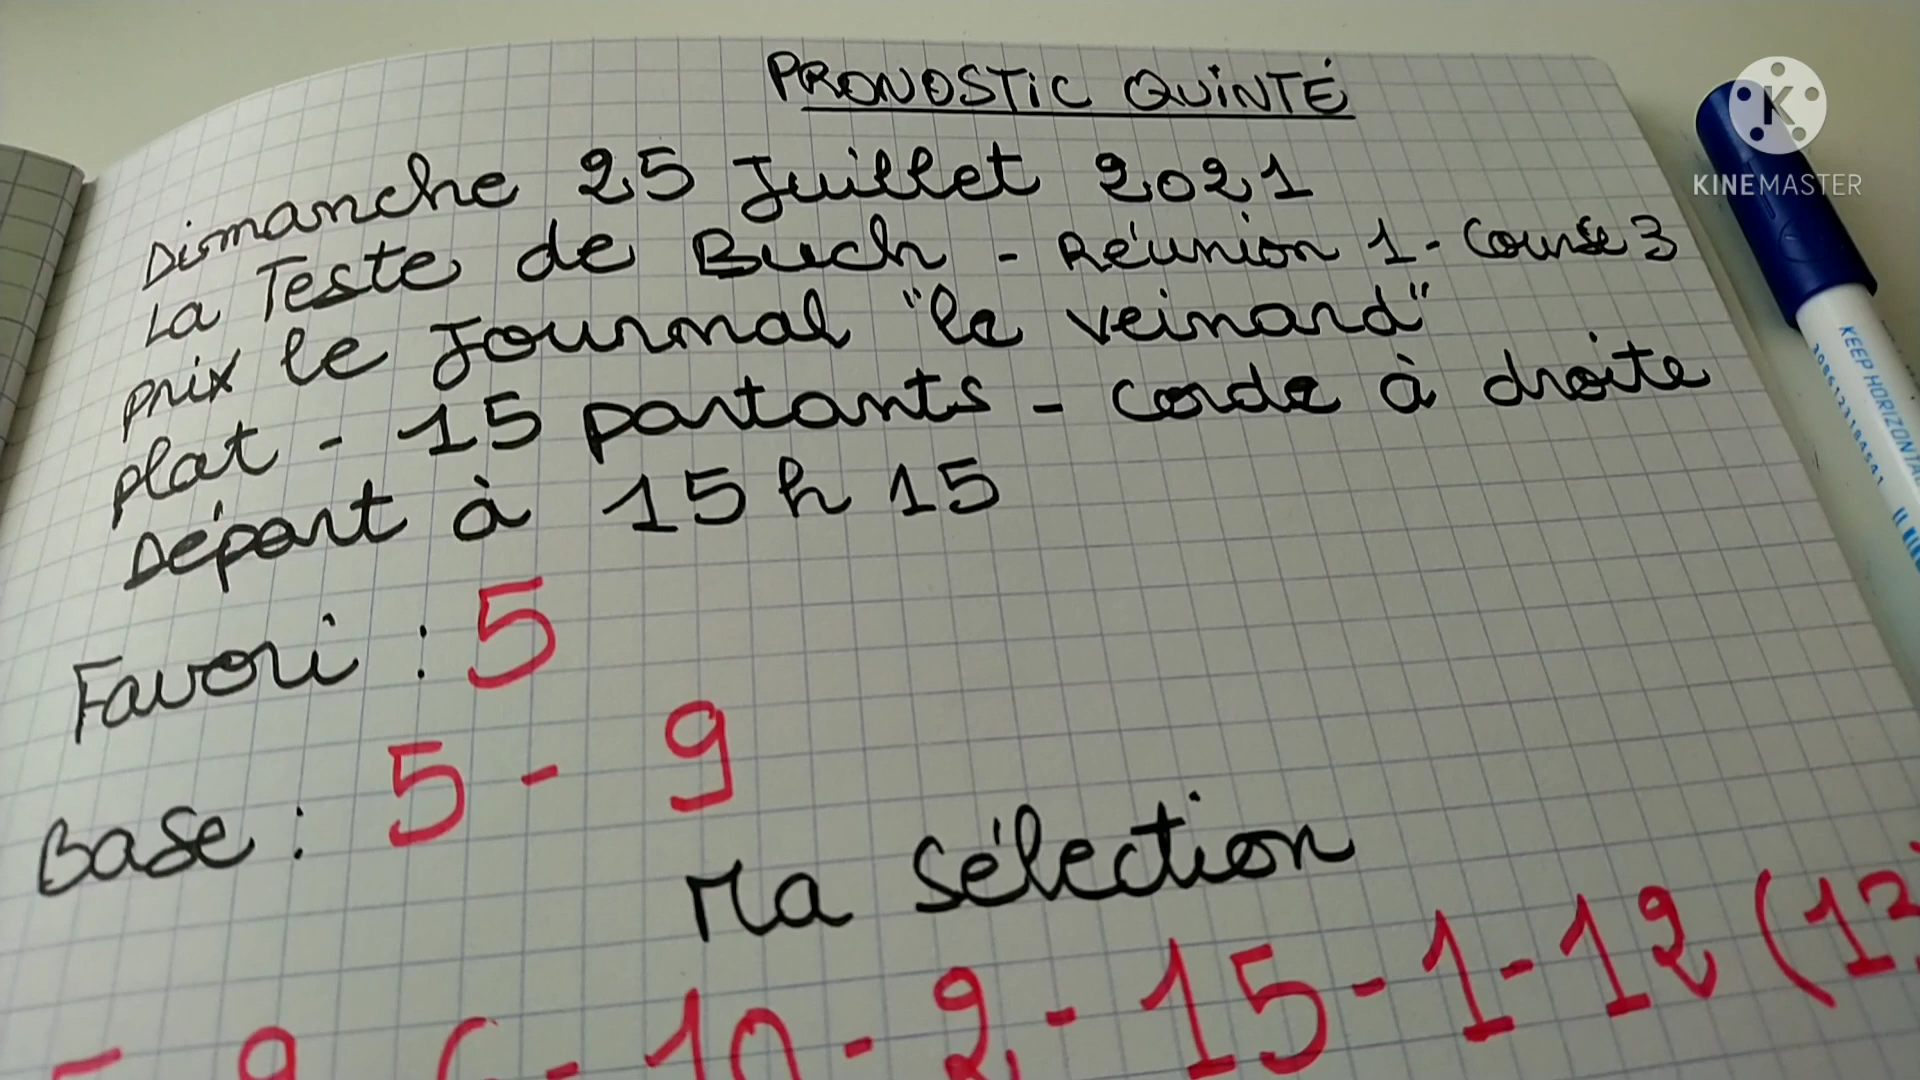 PRONOSTIC QUINTÉ
Dimanche 25 Juillet 2021
La Teste de Buch - Réunion 1 - Course 3
prix le Journal "le veinard"
plat - 15 partants - corde à droite
Départ à 15 h 15
Favori : 5
Base : 5 - 9
Ma sélection
10 - 2 - 15 - 1 - 12
KINEMASTER
KEEP HORIZONTAL